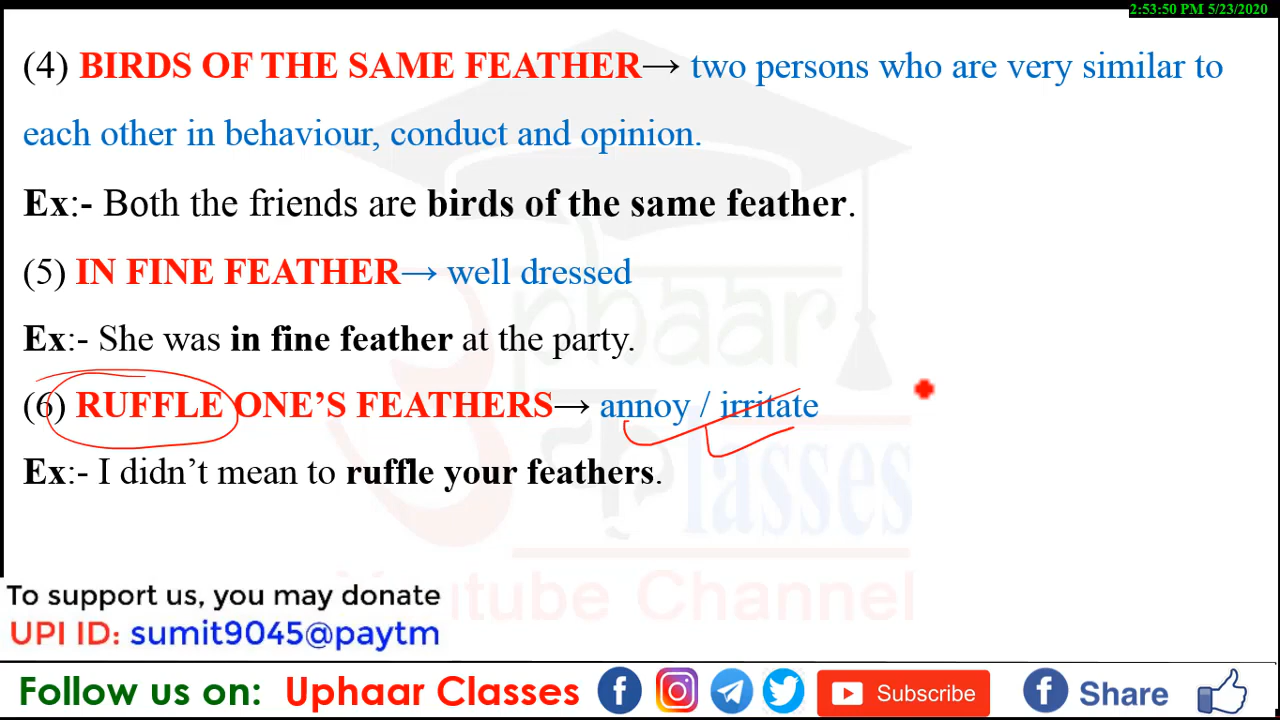 2:53:50 PM 5/23/2020
(4) BIRDS OF THE SAME FEATHER→ two persons who are very similar to
each other in behaviour, conduct and opinion.
Ex:- Both the friends are birds of the same feather.
(5) IN FINE FEATHER→ well dressed
Ex:- She was in fine feather at the party.
(6) RUFFLE ONE’S FEATHERS→ annoy / irritate
Ex:- I didn’t mean to ruffle your feathers.
Uphaar
Classes
Youtube Channel
To support us, you may donate
UPI ID: sumit9045@paytm
Follow us on: Uphaar Classes Subscribe Share